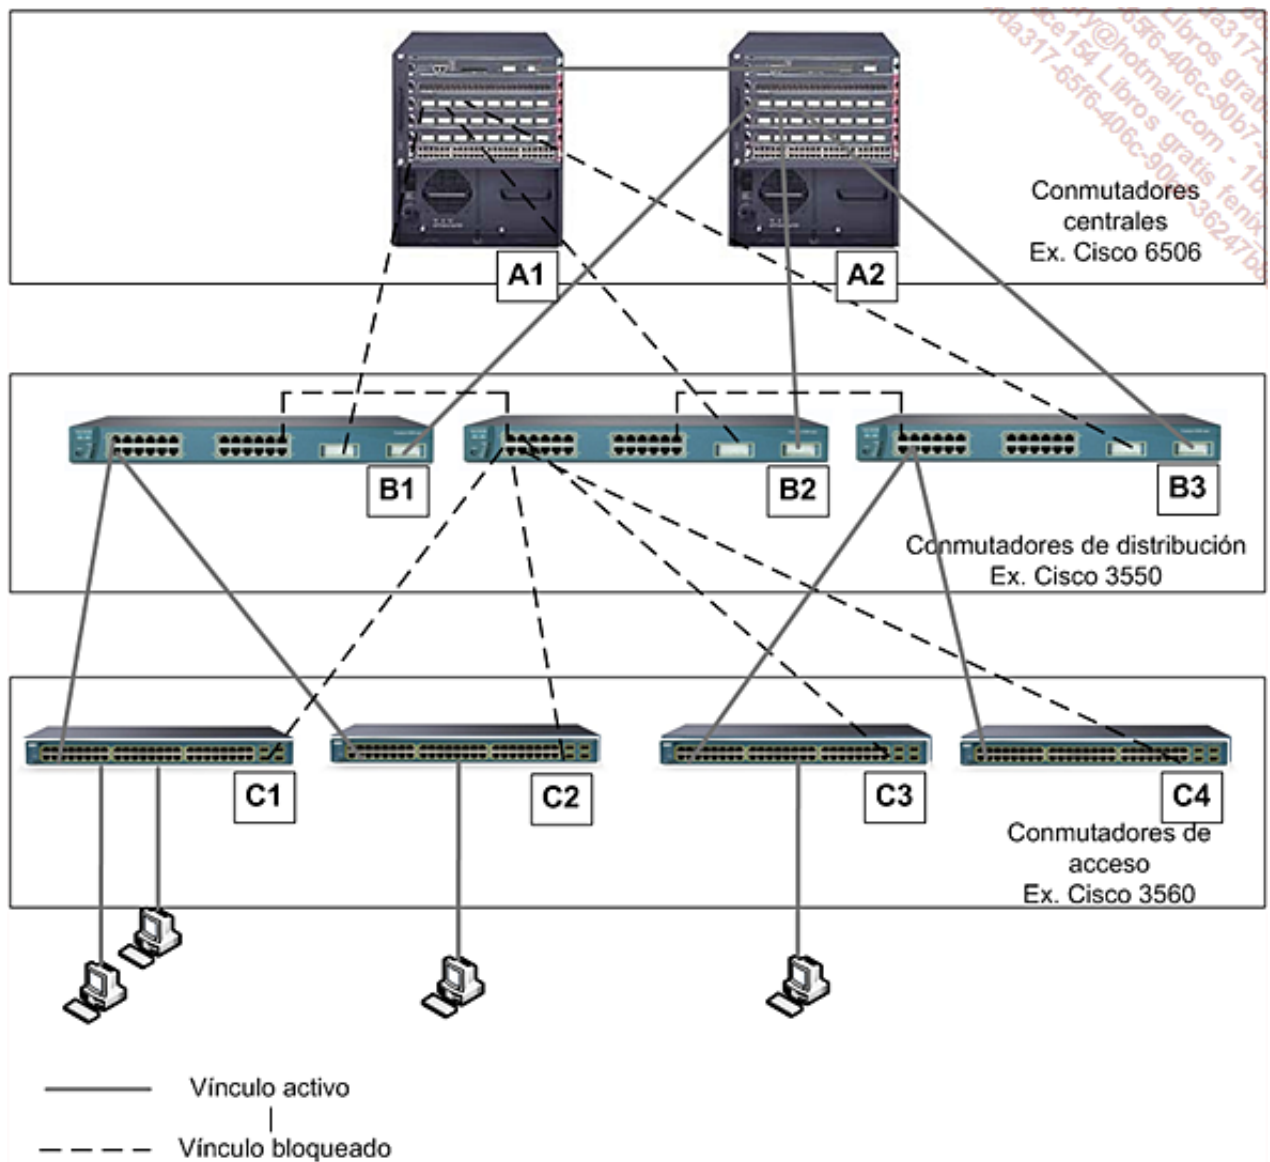 Conmutadores
centrales
Ex. Cisco 6506
A1
A2
B1
B2
B3
Conmutadores de distribución
Ex. Cisco 3550
C1
C2
C3
C4
Conmutadores de
acceso
Ex. Cisco 3560
Vínculo activo
Vínculo bloqueado